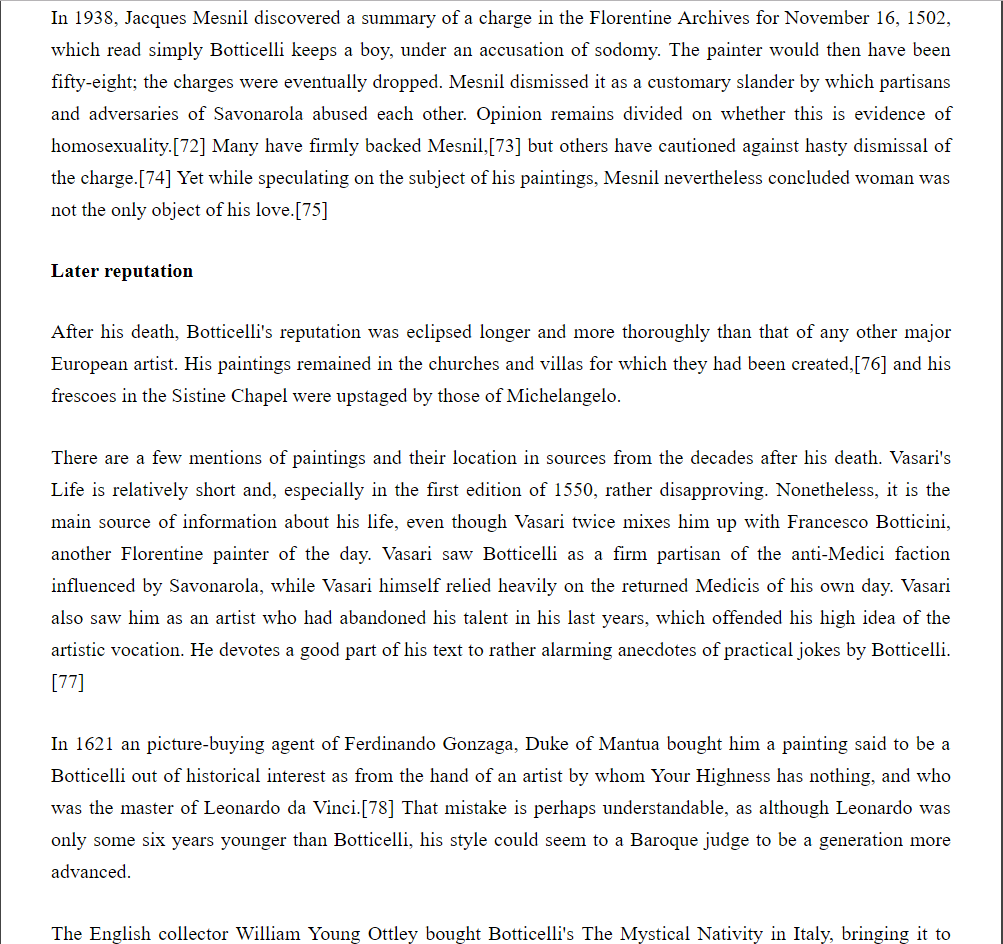 In 1938, Jacques Mesnil discovered a summary of a charge in the Florentine Archives for November 16, 1502,
which read simply Botticelli keeps a boy, under an accusation of sodomy. The painter would then have been
fifty-eight; the charges were eventually dropped. Mesnil dismissed it as a customary slander by which partisans
and adversaries of Savonarola abused each other. Opinion remains divided on whether this is evidence of
homosexuality.[72] Many have firmly backed Mesnil,[73] but others have cautioned against hasty dismissal of
the charge.[74] Yet while speculating on the subject of his paintings, Mesnil nevertheless concluded woman was
not the only object of his love.[75]
Later reputation
After his death, Botticelli's reputation was eclipsed longer and more thoroughly than that of any other major
European artist. His paintings remained in the churches and villas for which they had been created,[76] and his
frescoes in the Sistine Chapel were upstaged by those of Michelangelo.
There are a few mentions of paintings and their location in sources from the decades after his death. Vasari's
Life is relatively short and, especially in the first edition of 1550, rather disapproving. Nonetheless, it is the
main source of information about his life, even though Vasari twice mixes him up with Francesco Botticini,
another Florentine painter of the day. Vasari saw Botticelli as a firm partisan of the anti-Medici faction
influenced by Savonarola, while Vasari himself relied heavily on the returned Medicis of his own day. Vasari
also saw him as an artist who had abandoned his talent in his last years, which offended his high idea of the
artistic vocation. He devotes a good part of his text to rather alarming anecdotes of practical jokes by Botticelli.
[77]
In 1621 an picture-buying agent of Ferdinando Gonzaga, Duke of Mantua bought him a painting said to be a
Botticelli out of historical interest as from the hand of an artist by whom Your Highness has nothing, and who
was the master of Leonardo da Vinci.[78] That mistake is perhaps understandable, as although Leonardo was
only some six years younger than Botticelli, his style could seem to a Baroque judge to be a generation more
advanced.
The English collector William Young Ottley bought Botticelli's The Mystical Nativity in Italy, bringing it to